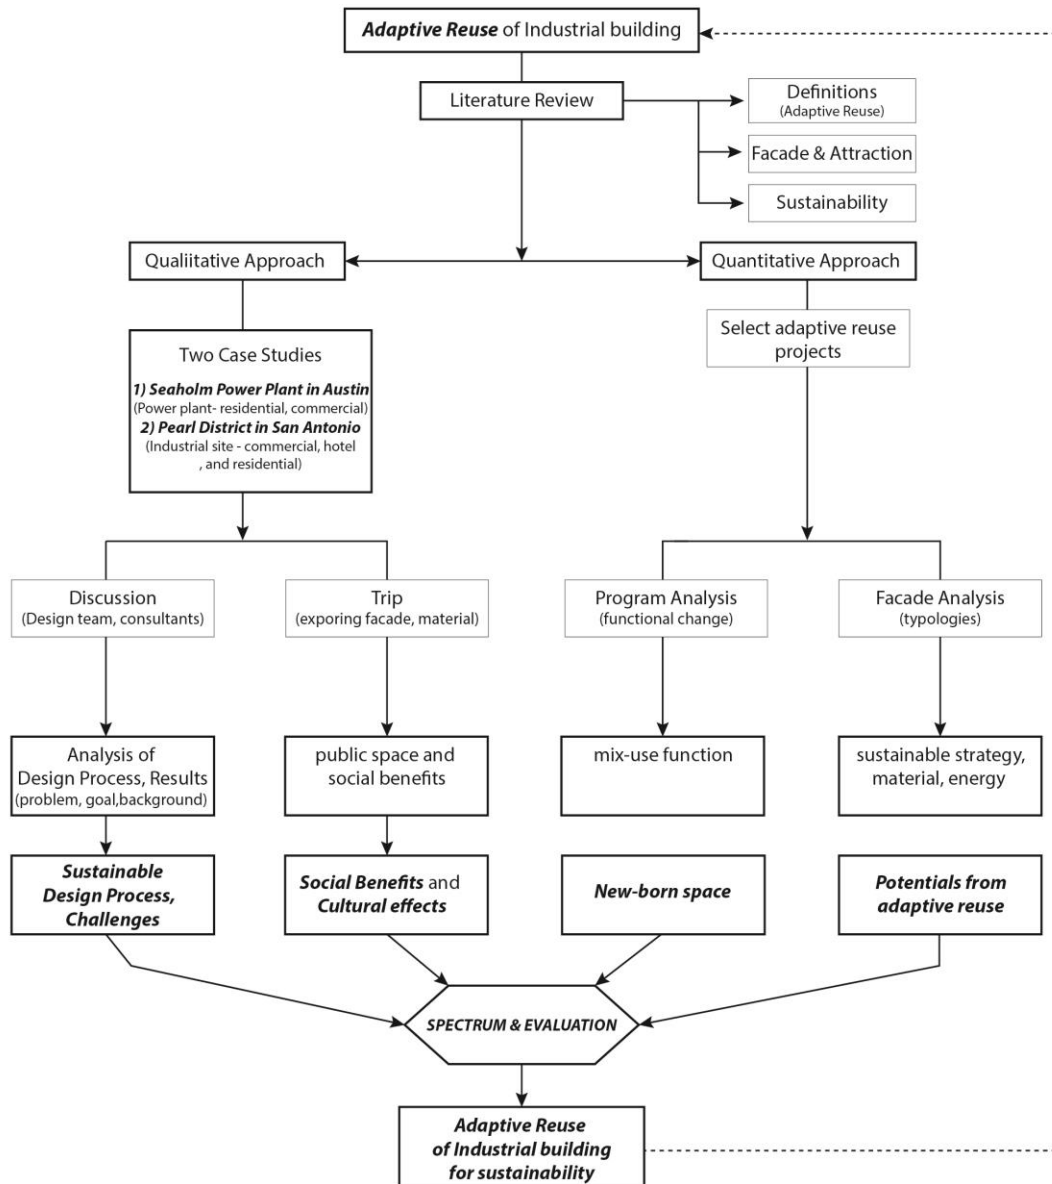 Adaptive Reuse of Industrial building
Literature Review
Definitions
(Adaptive Reuse)
Facade & Attraction
Sustainability
Qualiitative Approach
Quantitative Approach
Two Case Studies
1) Seaholm Power Plant in Austin
(Power plant- residential, commercial)
2) Pearl District in San Antonio
(Industrial site - commercial, hotel
, and residential)
Select adaptive reuse
projects
Discussion
(Design team, consultants)
Trip
(exporing facade, material)
Program Analysis
(functional change)
Facade Analysis
(typologies)
Analysis of
Design Process, Results
(problem, goal,background)
public space and
social benefits
mix-use function
sustainable strategy,
material, energy
Sustainable
Design Process,
Challenges
Social Benefits and
Cultural effects
New-born space
Potentials from
adaptive reuse
SPECTRUM & EVALUATION
Adaptive Reuse
of Industrial building
for sustainability